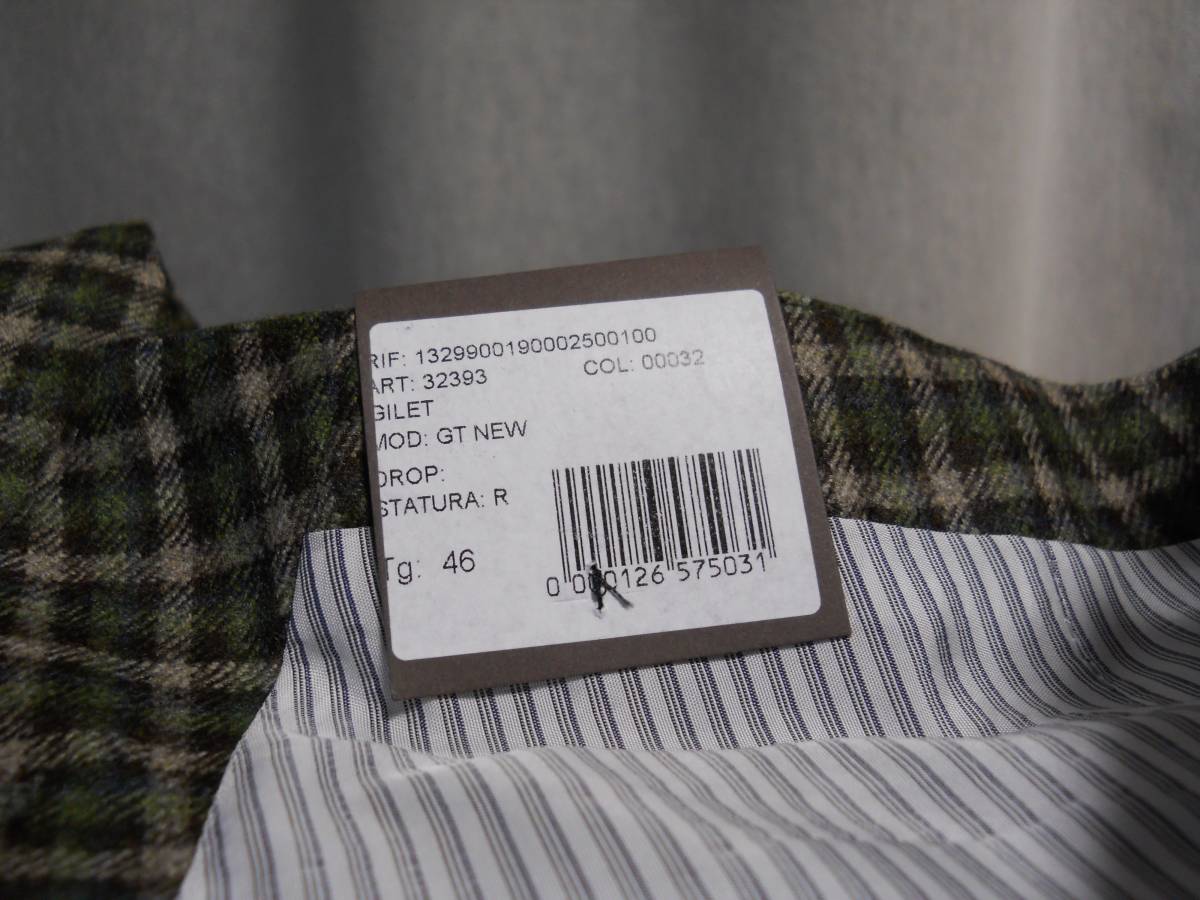 RIF: 1329900190002500100
ART: 32393 COL: 00032
GILET
MOD: GT NEW
DROP:
STATURA: R
Tg: 46
0 000126 575031